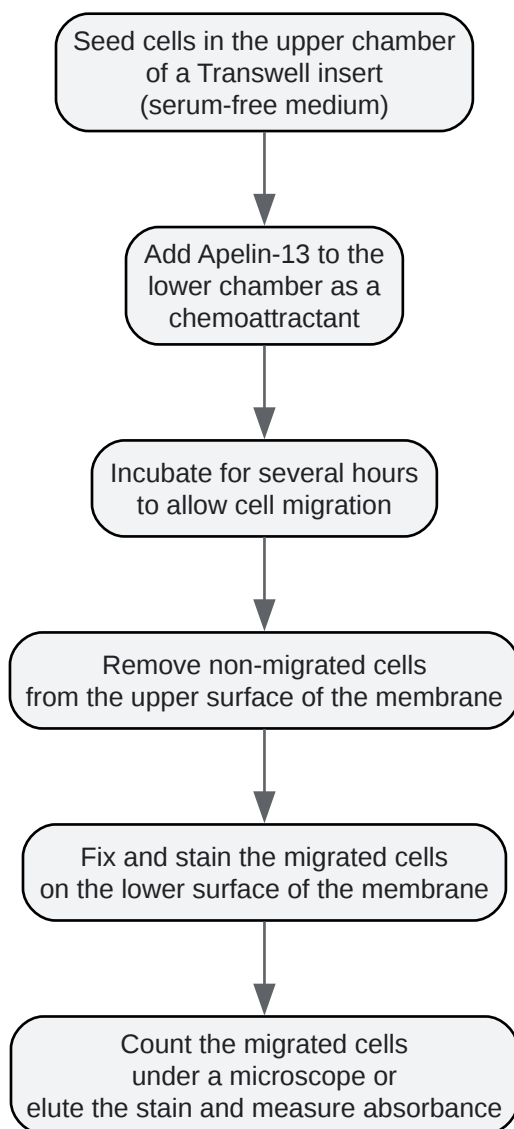 Seed cells in the upper chamber
of a Transwell insert
(serum-free medium)
Add Apelin-13 to the
lower chamber as a
chemoattractant
Incubate for several hours
to allow cell migration
Remove non-migrated cells
from the upper surface of the membrane
Fix and stain the migrated cells
on the lower surface of the membrane
Count the migrated cells
under a microscope or
elute the stain and measure absorbance